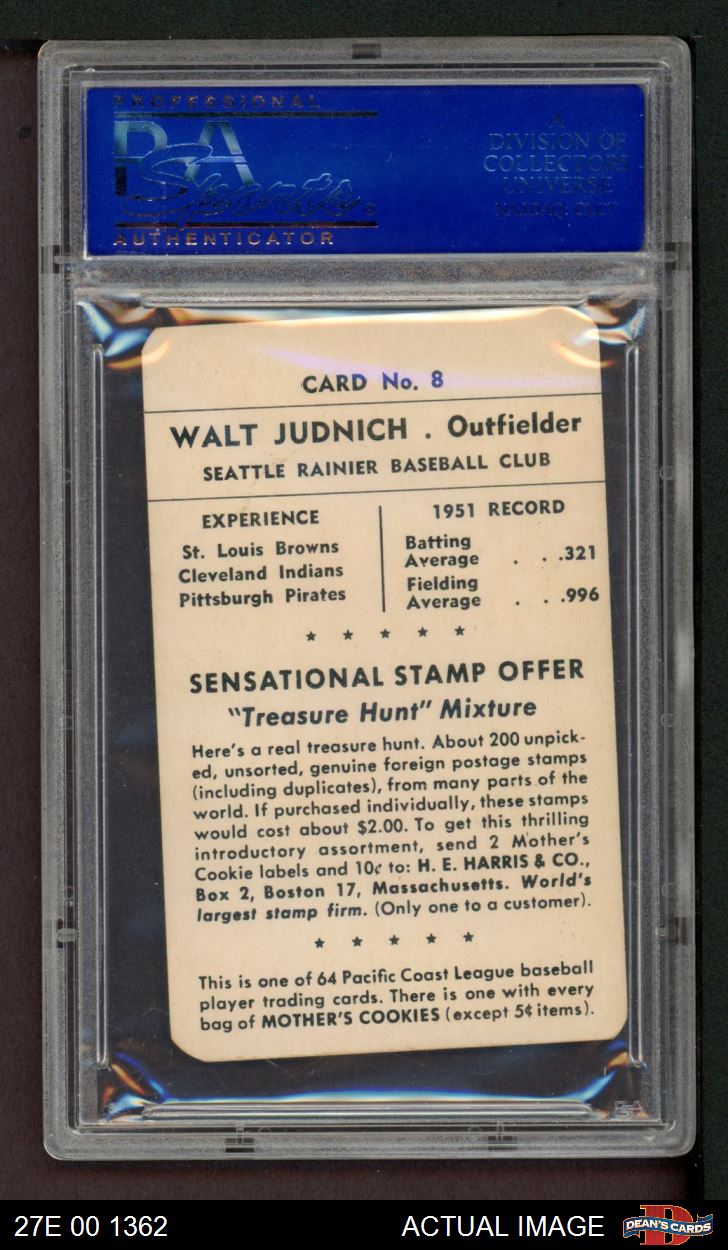 PROFESSIONAL
PSA
Sports
AUTHENTICATOR
A
DIVISION OF
COLLECTORS
UNIVERSE
NASDAQ: CLCT
CARD No. 8
WALT JUDNICH . Outfielder
SEATTLE RAINIER BASEBALL CLUB
EXPERIENCE
St. Louis Browns
Cleveland Indians
Pittsburgh Pirates
1951 RECORD
Batting
Average . . .321
Fielding
Average . . .996
★ ★ ★ ★ ★
SENSATIONAL STAMP OFFER
"Treasure Hunt" Mixture
Here's a real treasure hunt. About 200 unpick-
ed, unsorted, genuine foreign postage stamps
(including duplicates), from many parts of the
world. If purchased individually, these stamps
would cost about $2.00. To get this thrilling
introductory assortment, send 2 Mother's
Cookie labels and 10¢ to: H. E. HARRIS & CO.,
Box 2, Boston 17, Massachusetts. World's
largest stamp firm. (Only one to a customer).
★ ★ ★ ★ ★
This is one of 64 Pacific Coast League baseball
player trading cards. There is one with every
bag of MOTHER'S COOKIES (except 5¢ items).
PSA
27E 00 1362
ACTUAL IMAGE
DEAN'S CARDS